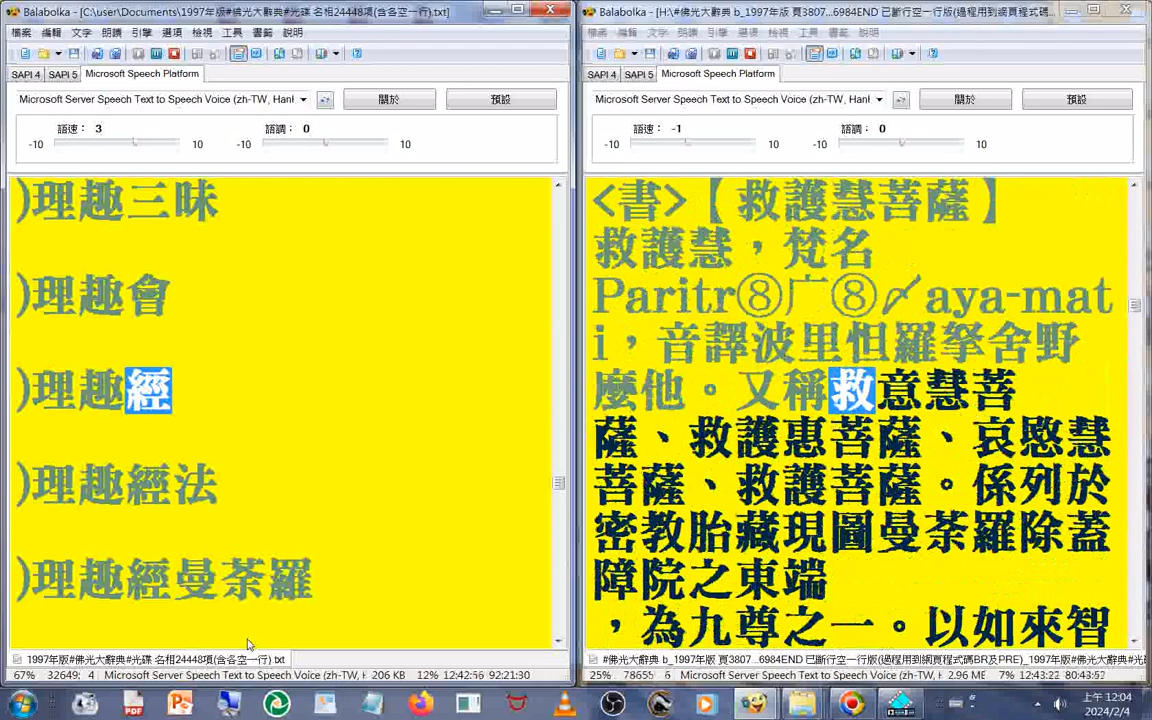 Balabolka - [C:\user\Documents\1997年版#佛光大辭典#光碟 名相24448項(含各空一行).txt]
檔案 編輯 文字 朗讀 引擎 選項 檢視 工具 書籤 說明
SAPI 4 SAPI 5 Microsoft Speech Platform
Microsoft Server Speech Text to Speech Voice (zh-TW, Hanl
關於 預設
語速： 3 語調： 0
-10 10 -10 10
)理趣三昧
)理趣會
)理趣經
)理趣經法
)理趣經曼荼羅
1997年版#佛光大辭典#光碟 名相24448項(含各空一行).txt
67% 32649: 4 Microsoft Server Speech Text to Speech Voice (zh-TW, H 206 KB 12% 12:42:56 92:21:30
Balabolka - [H:\#佛光大辭典 b_1997年版 頁3807...6984END 已斷行空一行版(過程用到網頁程式碼...
檔案 編輯 文字 朗讀 引擎 選項 檢視 工具 書籤 說明
SAPI 4 SAPI 5 Microsoft Speech Platform
Microsoft Server Speech Text to Speech Voice (zh-TW, Hanl
關於 預設
語速： -1 語調： 0
-10 10 -10 10
<書>【救護慧菩薩】
救護慧，梵名
Paritr⑧广⑧〆aya-mat
i，音譯波里怛羅拏舍野
麼他。又稱救意慧菩
薩、救護惠菩薩、哀愍慧
菩薩、救護菩薩。係列於
密教胎藏現圖曼荼羅除蓋
障院之東端
，為九尊之一。以如來智
#佛光大辭典 b_1997年版 頁3807...6984END 已斷行空一行版(過程用到網頁程式碼BR及PRE)_1997年版#光
25% 78655: 6 Microsoft Server Speech Text to Speech Voice (zh-TW, H 2.96 ME 7% 12:43:22 80:43:52
上午 12:04
2024/2/4